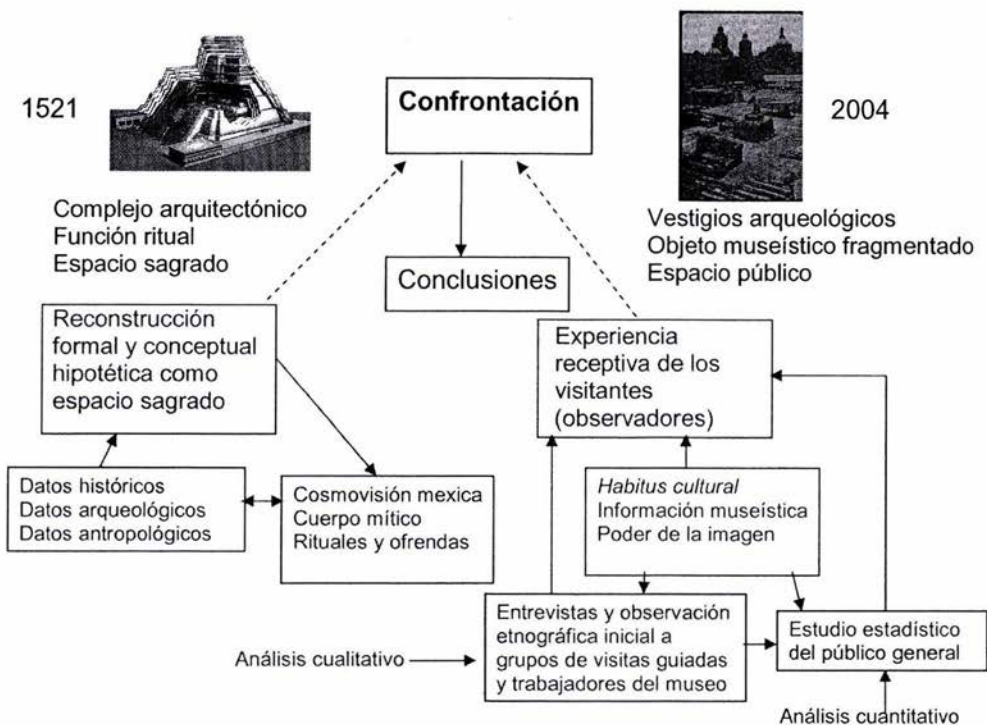 1521
Confrontación
2004
Complejo arquitectónico
Función ritual
Espacio sagrado
Vestigios arqueológicos
Objeto museístico fragmentado
Espacio público
Conclusiones
Reconstrucción
formal y conceptual
hipotética como
espacio sagrado
Experiencia
receptiva de los
visitantes
(observadores)
Datos históricos
Datos arqueológicos
Datos antropológicos
Cosmovisión mexica
Cuerpo mítico
Rituales y ofrendas
Habitus cultural
Información museística
Poder de la imagen
Análisis cualitativo
Entrevistas y observación
etnográfica inicial a
grupos de visitas guiadas
y trabajadores del museo
Estudio estadístico
del público general
Análisis cuantitativo